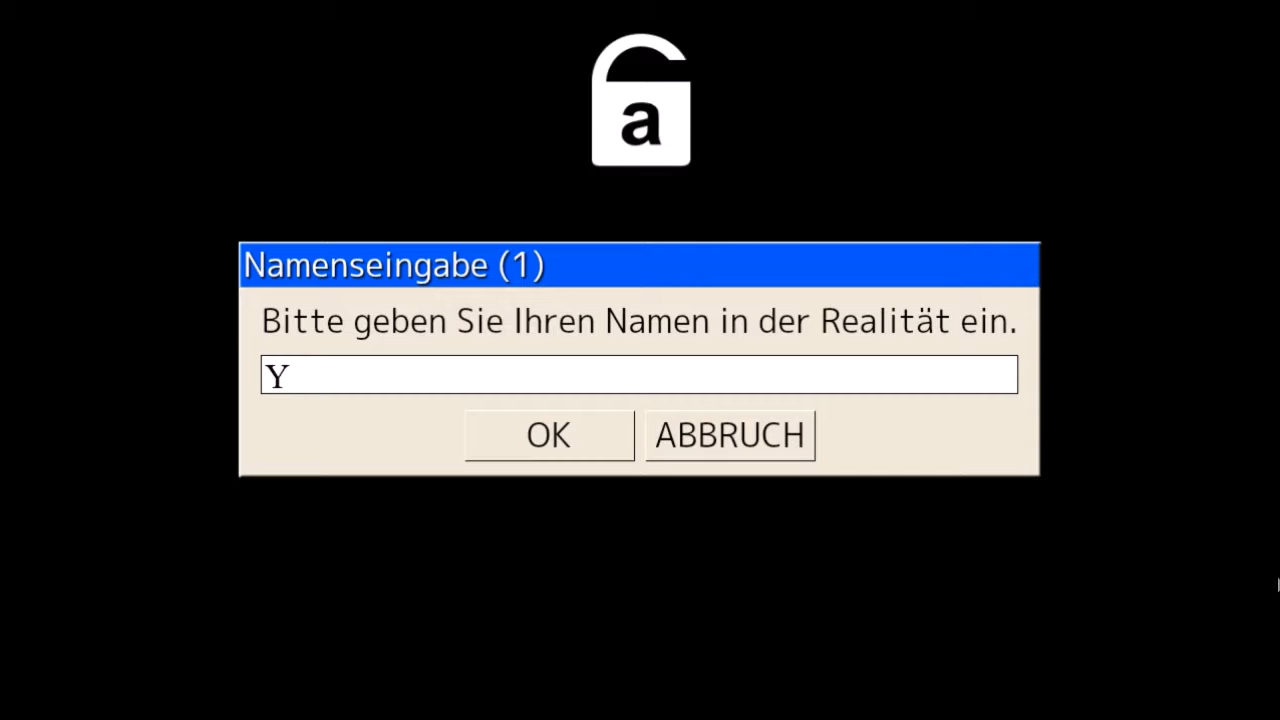 a
Namenseingabe (1)
Bitte geben Sie Ihren Namen in der Realität ein.
Y
OK ABBRUCH